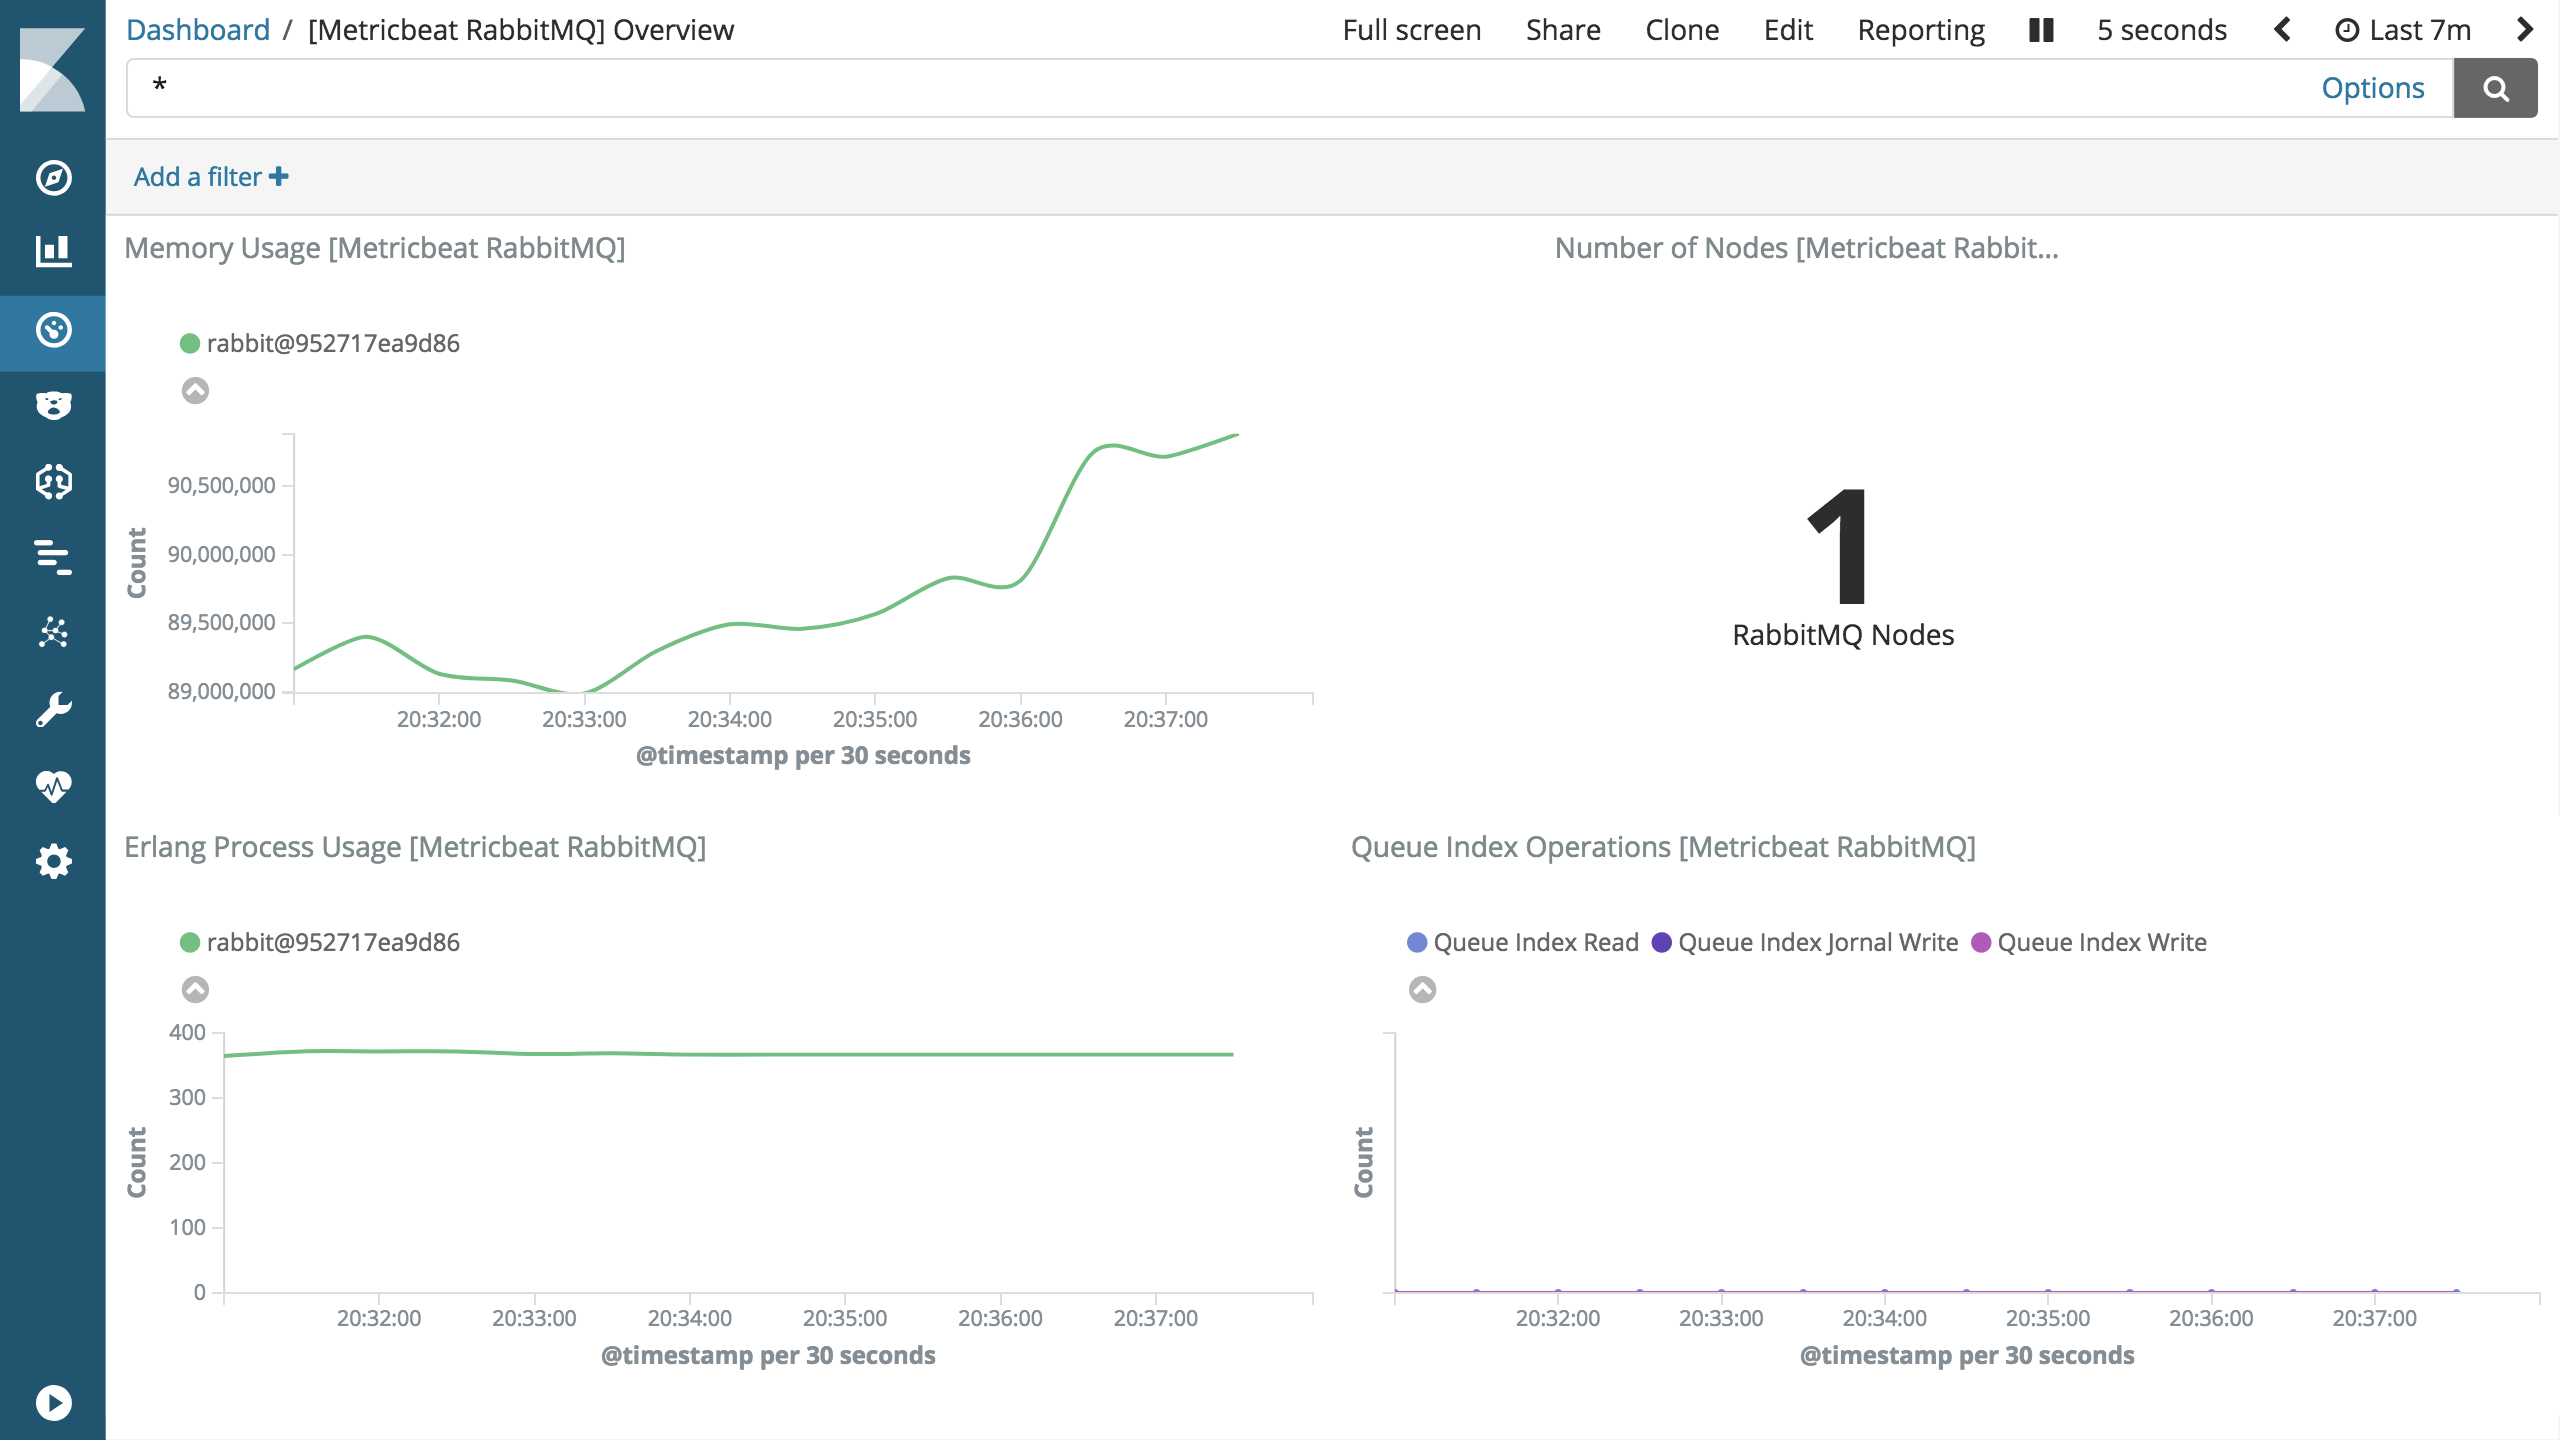 Dashboard / [Metricbeat RabbitMQ] Overview
Full screen Share Clone Edit Reporting 5 seconds Last 7m
*
Options
Add a filter
Memory Usage [Metricbeat RabbitMQ]
rabbit@952717ea9d86
90,500,000
90,000,000
89,500,000
89,000,000
Count
20:32:00 20:33:00 20:34:00 20:35:00 20:36:00 20:37:00
@timestamp per 30 seconds
Number of Nodes [Metricbeat Rabbit...
1
RabbitMQ Nodes
Erlang Process Usage [Metricbeat RabbitMQ]
rabbit@952717ea9d86
400
300
200
100
0
Count
20:32:00 20:33:00 20:34:00 20:35:00 20:36:00 20:37:00
@timestamp per 30 seconds
Queue Index Operations [Metricbeat RabbitMQ]
Queue Index Read Queue Index Jornal Write Queue Index Write
Count
20:32:00 20:33:00 20:34:00 20:35:00 20:36:00 20:37:00
@timestamp per 30 seconds